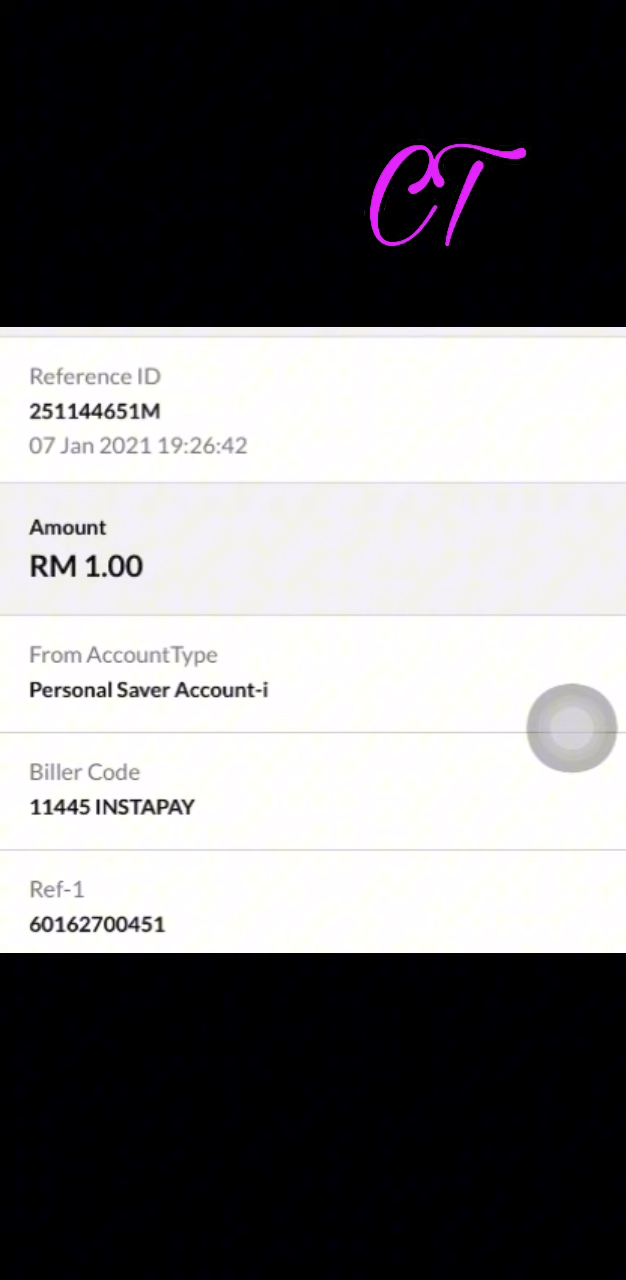 CT
Reference ID
251144651M
07 Jan 2021 19:26:42
Amount
RM 1.00
From AccountType
Personal Saver Account-i
Biller Code
11445 INSTAPAY
Ref-1
60162700451